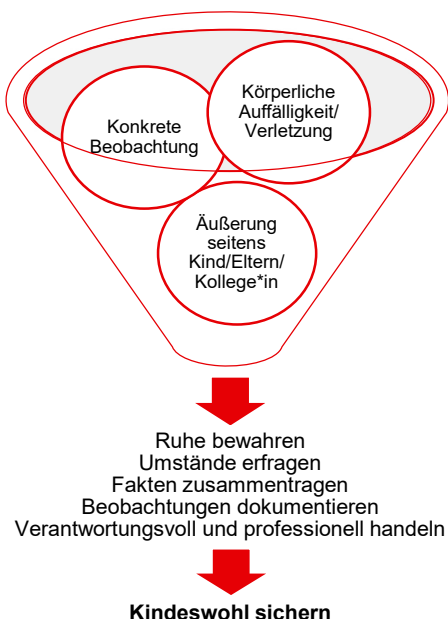 Konkrete
Beobachtung
Körperliche
Auffälligkeit/
Verletzung
Äußerung
seitens
Kind/Eltern/
Kollege*in
Ruhe bewahren
Umstände erfragen
Fakten zusammentragen
Beobachtungen dokumentieren
Verantwortungsvoll und professionell handeln
Kindeswohl sichern